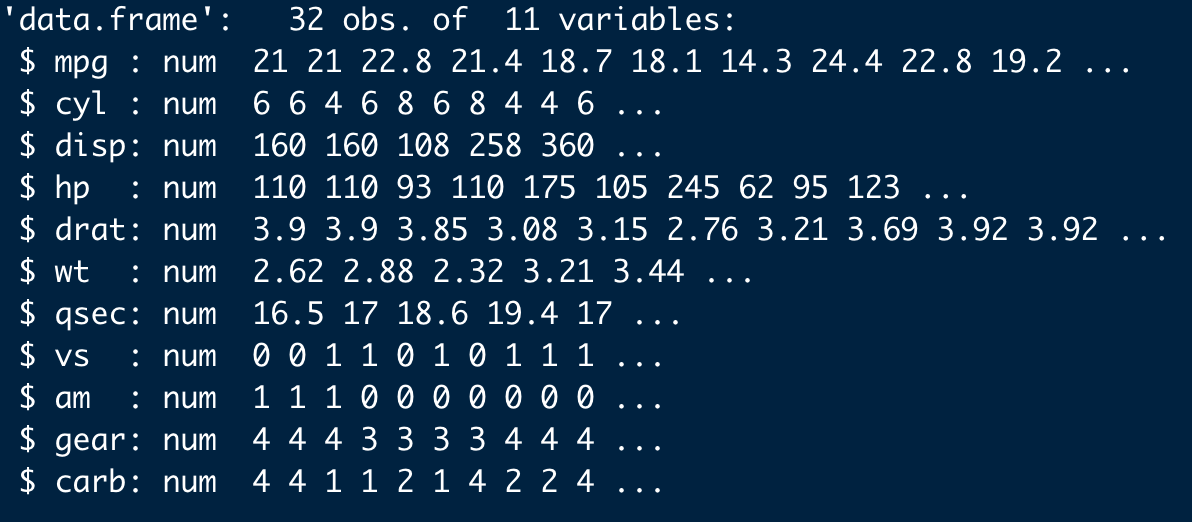 'data.frame':   32 obs. of  11 variables:
 $ mpg : num  21 21 22.8 21.4 18.7 18.1 14.3 24.4 22.8 19.2 ...
 $ cyl : num  6 6 4 6 8 6 8 4 4 6 ...
 $ disp: num  160 160 108 258 360 ...
 $ hp  : num  110 110 93 110 175 105 245 62 95 123 ...
 $ drat: num  3.9 3.9 3.85 3.08 3.15 2.76 3.21 3.69 3.92 3.92 ...
 $ wt  : num  2.62 2.88 2.32 3.21 3.44 ...
 $ qsec: num  16.5 17 18.6 19.4 17 ...
 $ vs  : num  0 0 1 1 0 1 0 1 1 1 ...
 $ am  : num  1 1 1 0 0 0 0 0 0 0 ...
 $ gear: num  4 4 4 3 3 3 3 4 4 4 ...
 $ carb: num  4 4 1 1 2 1 4 2 2 4 ...